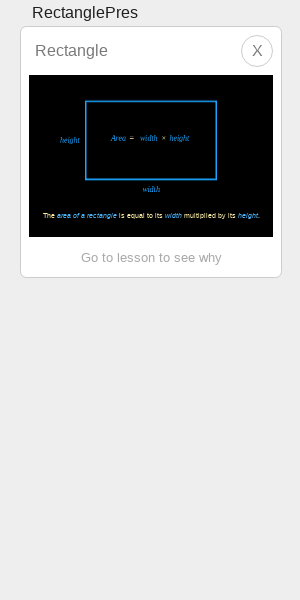 RectanglePres
Rectangle
X
Area = width × height
height
width
The area of a rectangle is equal to its width multiplied by its height.
Go to lesson to see why